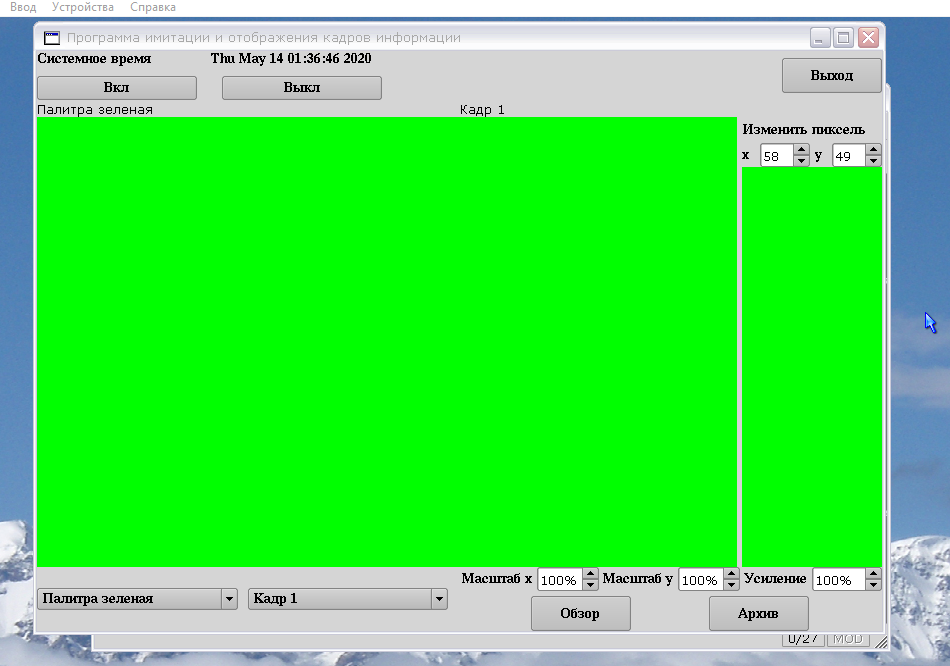 Ввод Устройства Справка
Программа имитации и отображения кадров информации
Системное время Thu May 14 01:36:46 2020
Выход
Вкл Выкл
Палитра зеленая Кадр 1
Изменить пиксель
x 58 y 49
Масштаб x 100% Масштаб y 100% Усиление 100%
Палитра зеленая Кадр 1
Обзор Архив
0/27 MOD